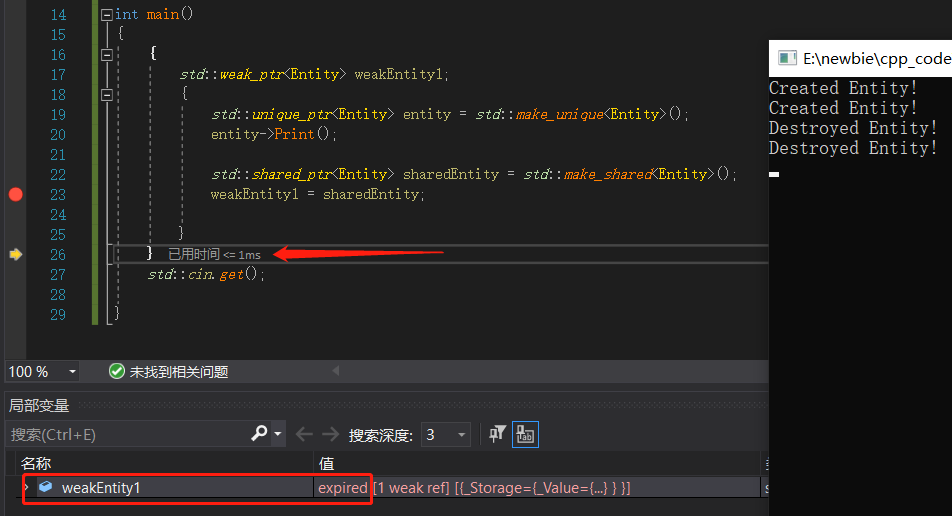 14 int main()
15 {
16 {
17 std::weak_ptr<Entity> weakEntity1;
18 {
19 std::unique_ptr<Entity> entity = std::make_unique<Entity>();
20 entity->Print();
21
22 std::shared_ptr<Entity> sharedEntity = std::make_shared<Entity>();
23 weakEntity1 = sharedEntity;
24
25 }
26 } 已用时间 <= 1ms
27 std::cin.get();
28
29 }
E:\newbie\cpp_code
Created Entity!
Created Entity!
Destroyed Entity!
Destroyed Entity!
100 % 未找到相关问题
局部变量
搜索(Ctrl+E) 搜索深度: 3
名称 值
weakEntity1 expired [1 weak ref] [{_Storage={_Value={...} } }]